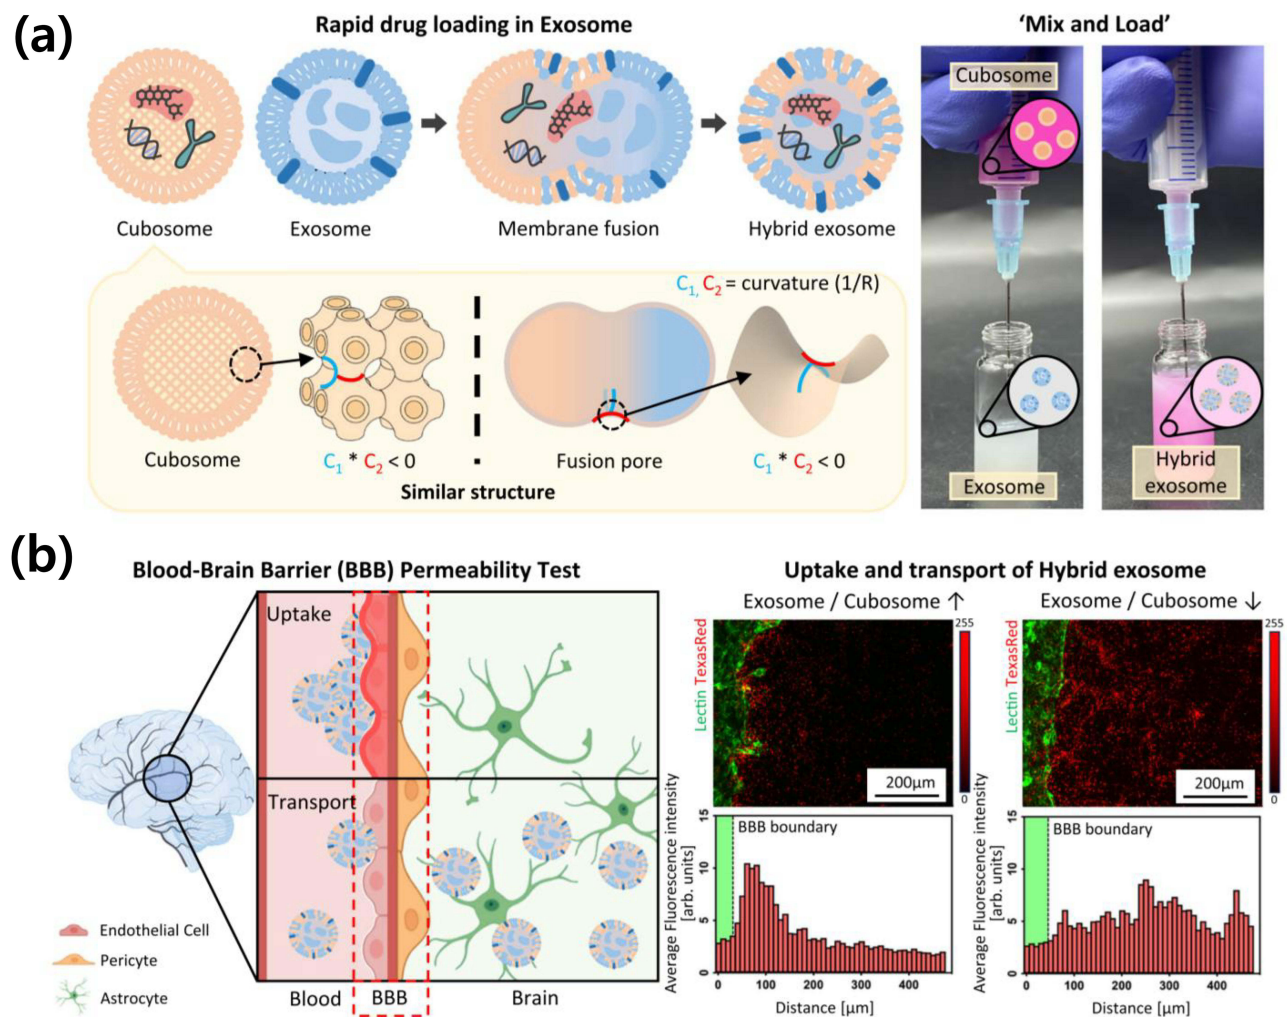 (a)
Rapid drug loading in Exosome
'Mix and Load'
Cubosome
Exosome
Membrane fusion
Hybrid exosome
C1, C2 = curvature (1/R)
Cubosome
C1 * C2 < 0
Fusion pore
C1 * C2 < 0
Similar structure
Cubosome
Exosome
Hybrid
exosome
(b)
Blood-Brain Barrier (BBB) Permeability Test
Uptake
Transport
Endothelial Cell
Pericyte
Astrocyte
Blood
BBB
Brain
Uptake and transport of Hybrid exosome
Exosome / Cubosome ↑
Lectin TexasRed
255
0
200μm
Average Fluorescence intensity
[arb. units]
15
10
5
0
BBB boundary
0 100 200 300 400
Distance [μm]
Exosome / Cubosome ↓
Lectin TexasRed
255
0
200μm
Average Fluorescence intensity
[arb. units]
15
10
5
0
BBB boundary
0 100 200 300 400
Distance [μm]